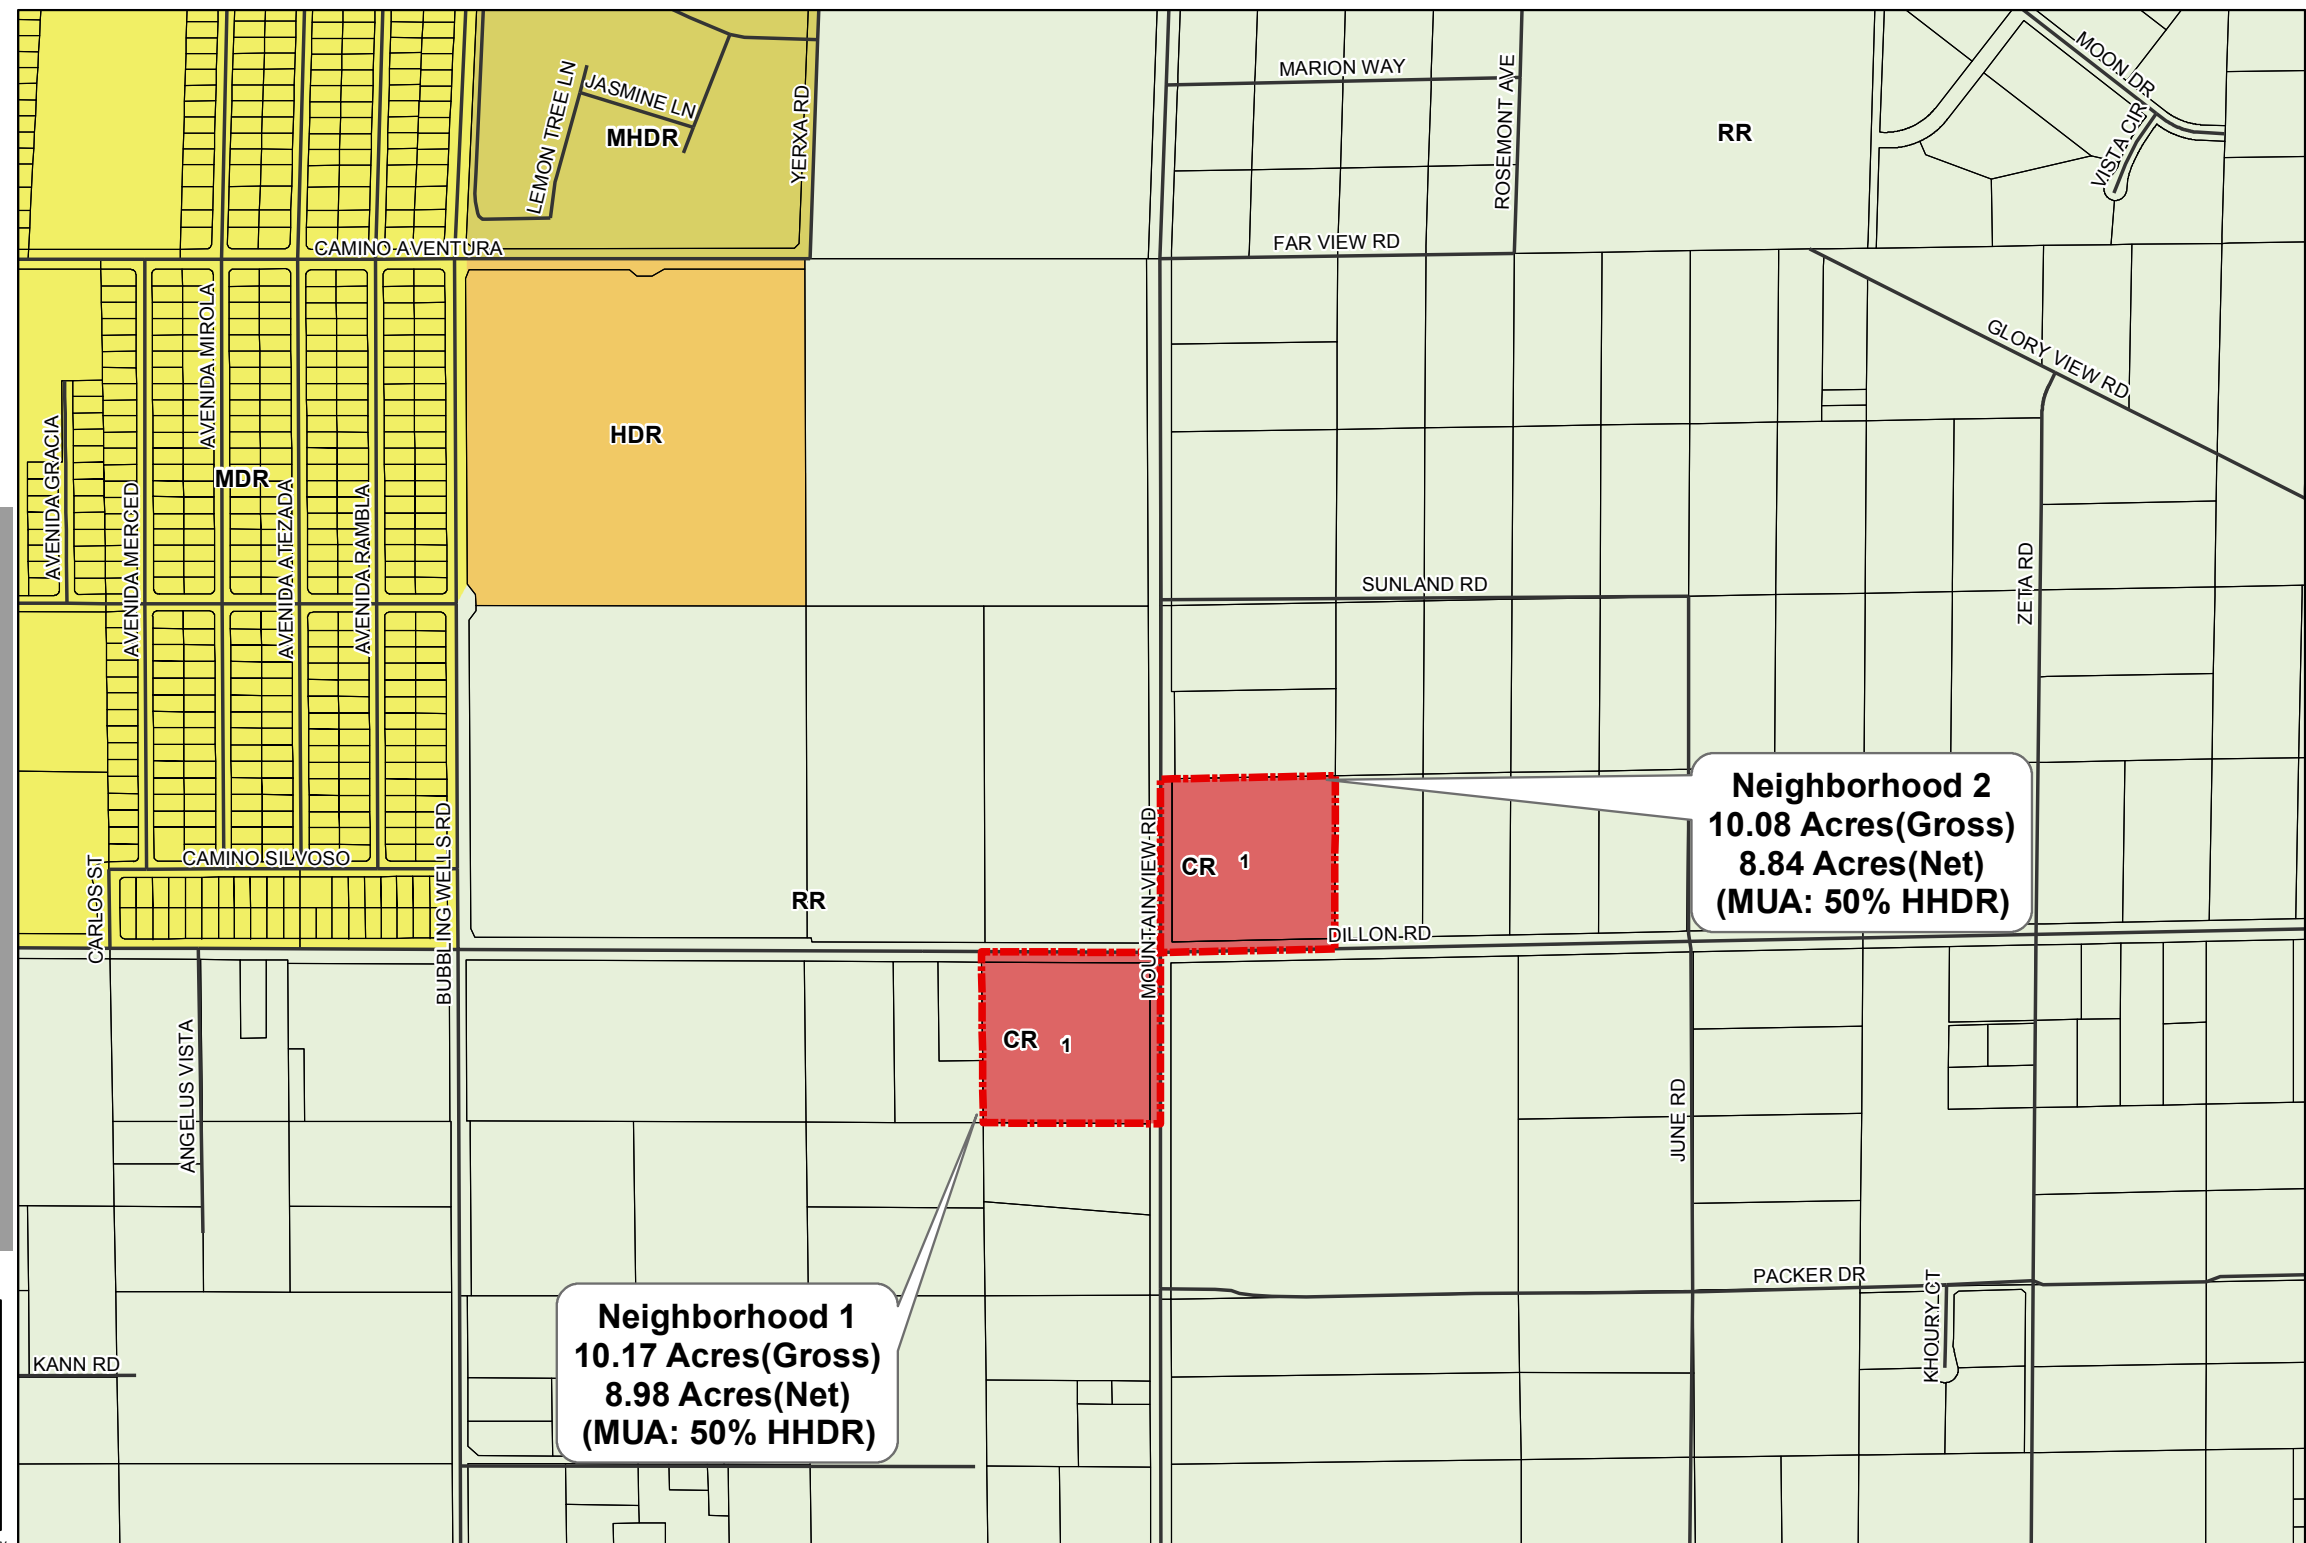 MOON DR
MARION WAY
ROSEMONT AVE
LEMON TREE LN
JASMINE LN
YERXA RD
MHDR
RR
VISTA CIR
CAMINO AVENTURA
FAR VIEW RD
AVENIDA MIROLA
GLORY VIEW RD
AVENIDA GRACIA
HDR
MDR
AVENIDA MERCED
AVENIDA ATEZADA
AVENIDA RAMBLA
SUNLAND RD
ZETA RD
Neighborhood 2
10.08 Acres(Gross)
8.84 Acres(Net)
(MUA: 50% HHDR)
CAMINO SILVOSO
CARLOS ST
BUBBLING WELLS RD
MOUNTAIN VIEW RD
CR 1
RR
DILLON RD
CR 1
ANGELUS VISTA
JUNE RD
PACKER DR
KHOURY CT
Neighborhood 1
10.17 Acres(Gross)
8.98 Acres(Net)
(MUA: 50% HHDR)
KANN RD